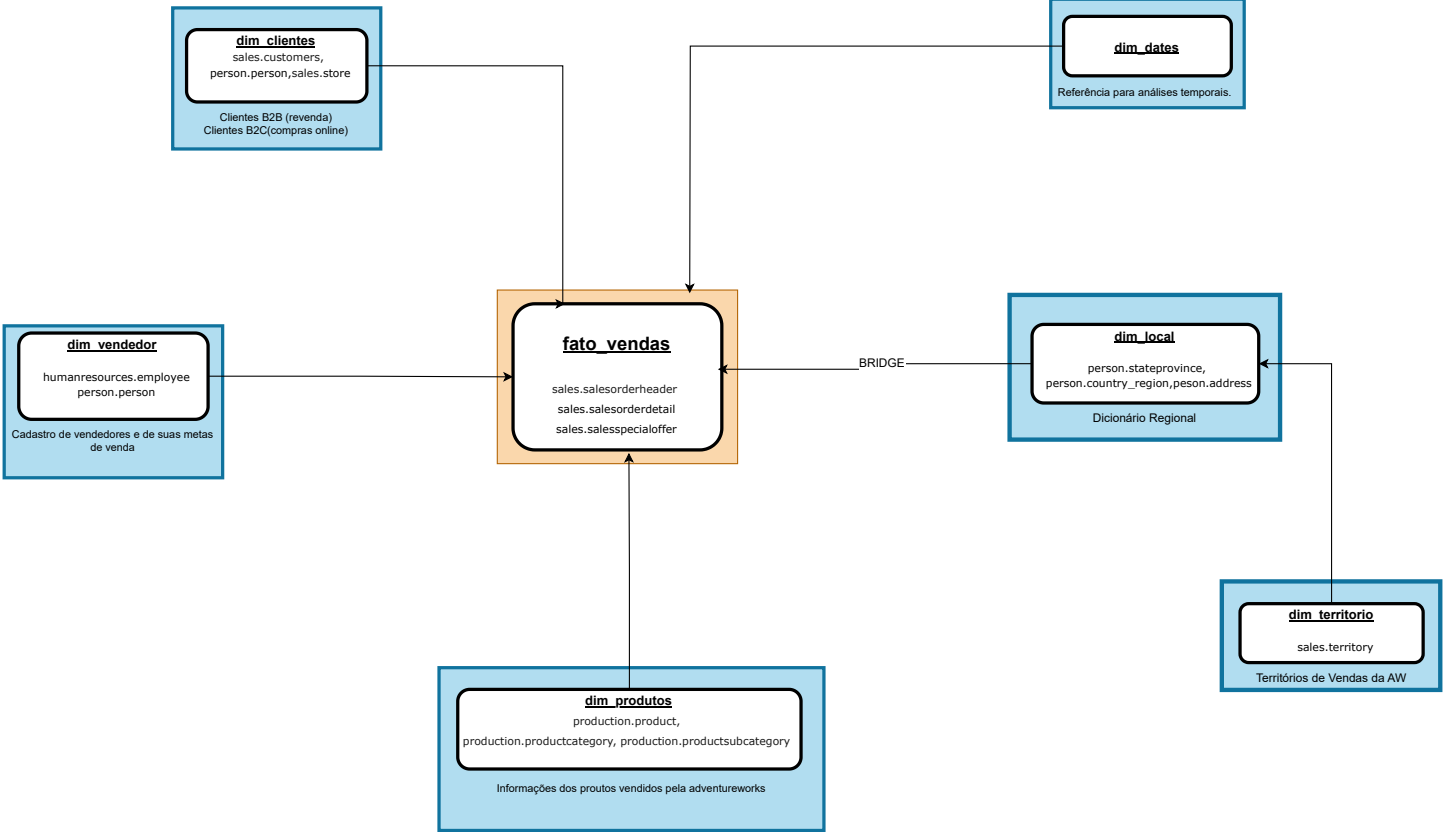 dim_clientes
sales.customers,
person.person,sales.store
Clientes B2B (revenda)
Clientes B2C(compras online)
dim_dates
Referência para análises temporais.
dim_vendedor
humanresources.employee
person.person
Cadastro de vendedores e de suas metas
de venda
fato_vendas
sales.salesorderheader
sales.salesorderdetail
sales.salesspecialoffer
BRIDGE
dim_local
person.stateprovince,
person.country_region,peson.address
Dicionário Regional
dim_territorio
sales.territory
Territórios de Vendas da AW
dim_produtos
production.product,
production.productcategory, production.productsubcategory
Informações dos proutos vendidos pela adventureworks